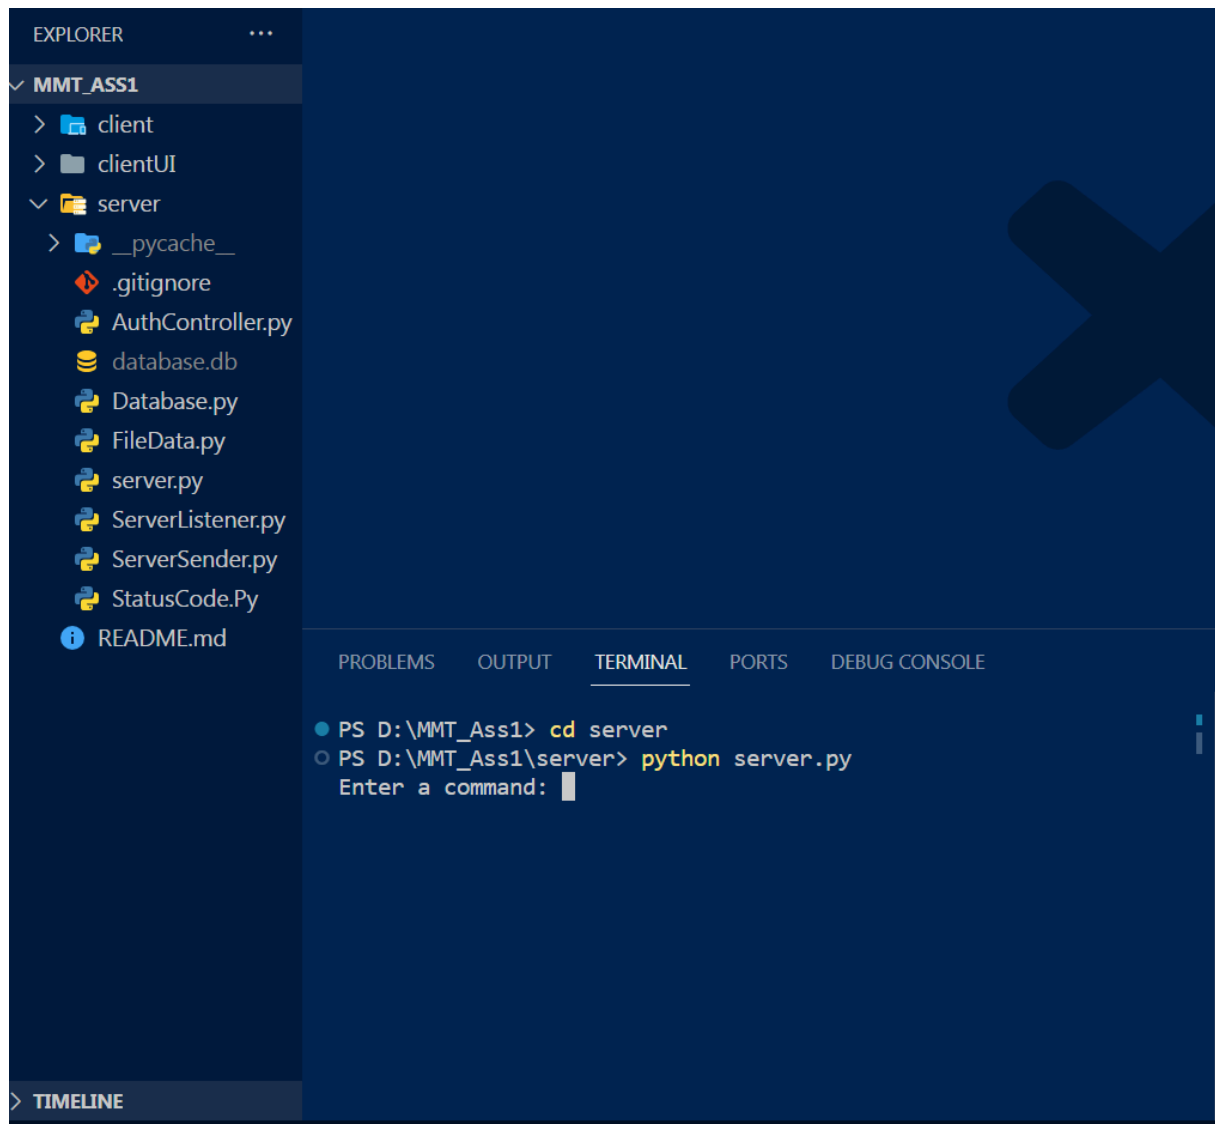 EXPLORER ···
MMT_ASS1
client
clientUI
server
__pycache__
.gitignore
AuthController.py
database.db
Database.py
FileData.py
server.py
ServerListener.py
ServerSender.py
StatusCode.Py
README.md
TIMELINE
PROBLEMS OUTPUT TERMINAL PORTS DEBUG CONSOLE
PS D:\MMT_Ass1> cd server
PS D:\MMT_Ass1\server> python server.py
Enter a command: